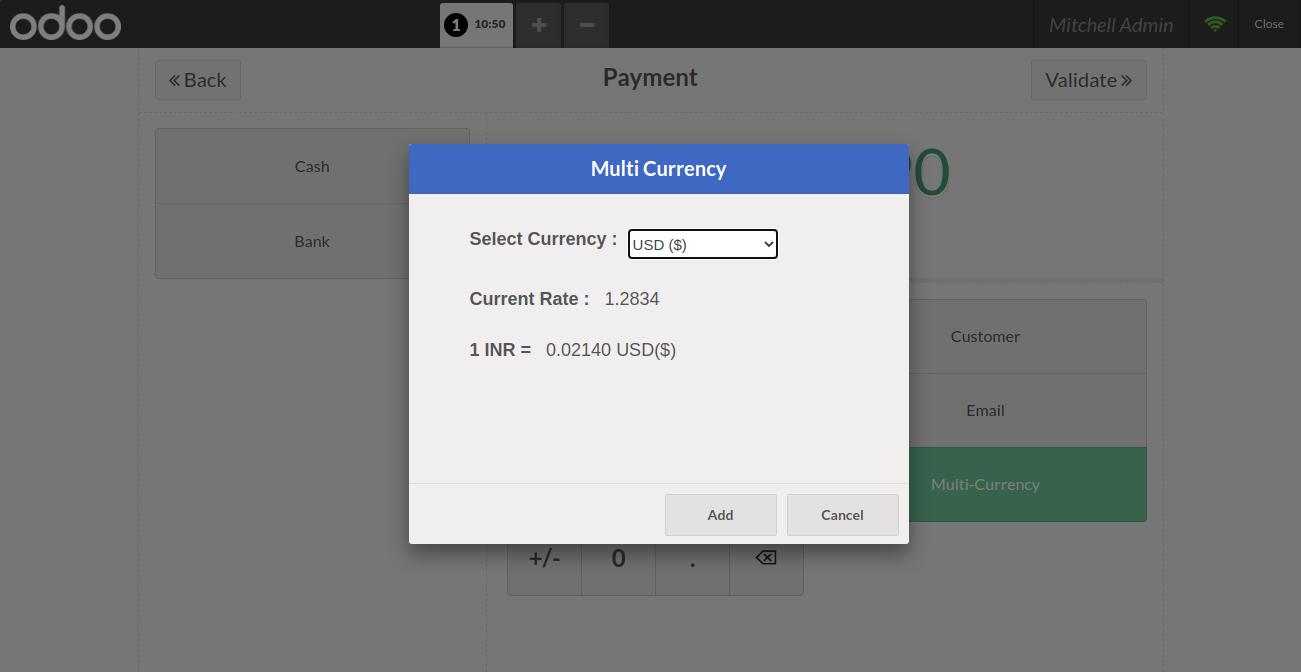 odoo
1 10:50
+
−
Mitchell Admin
Close
« Back
Payment
Validate »
Cash
Bank
0
Multi Currency
Select Currency : USD ($)
Current Rate : 1.2834
1 INR = 0.02140 USD($)
Add
Cancel
Customer
Email
Multi-Currency
+/-
0
.